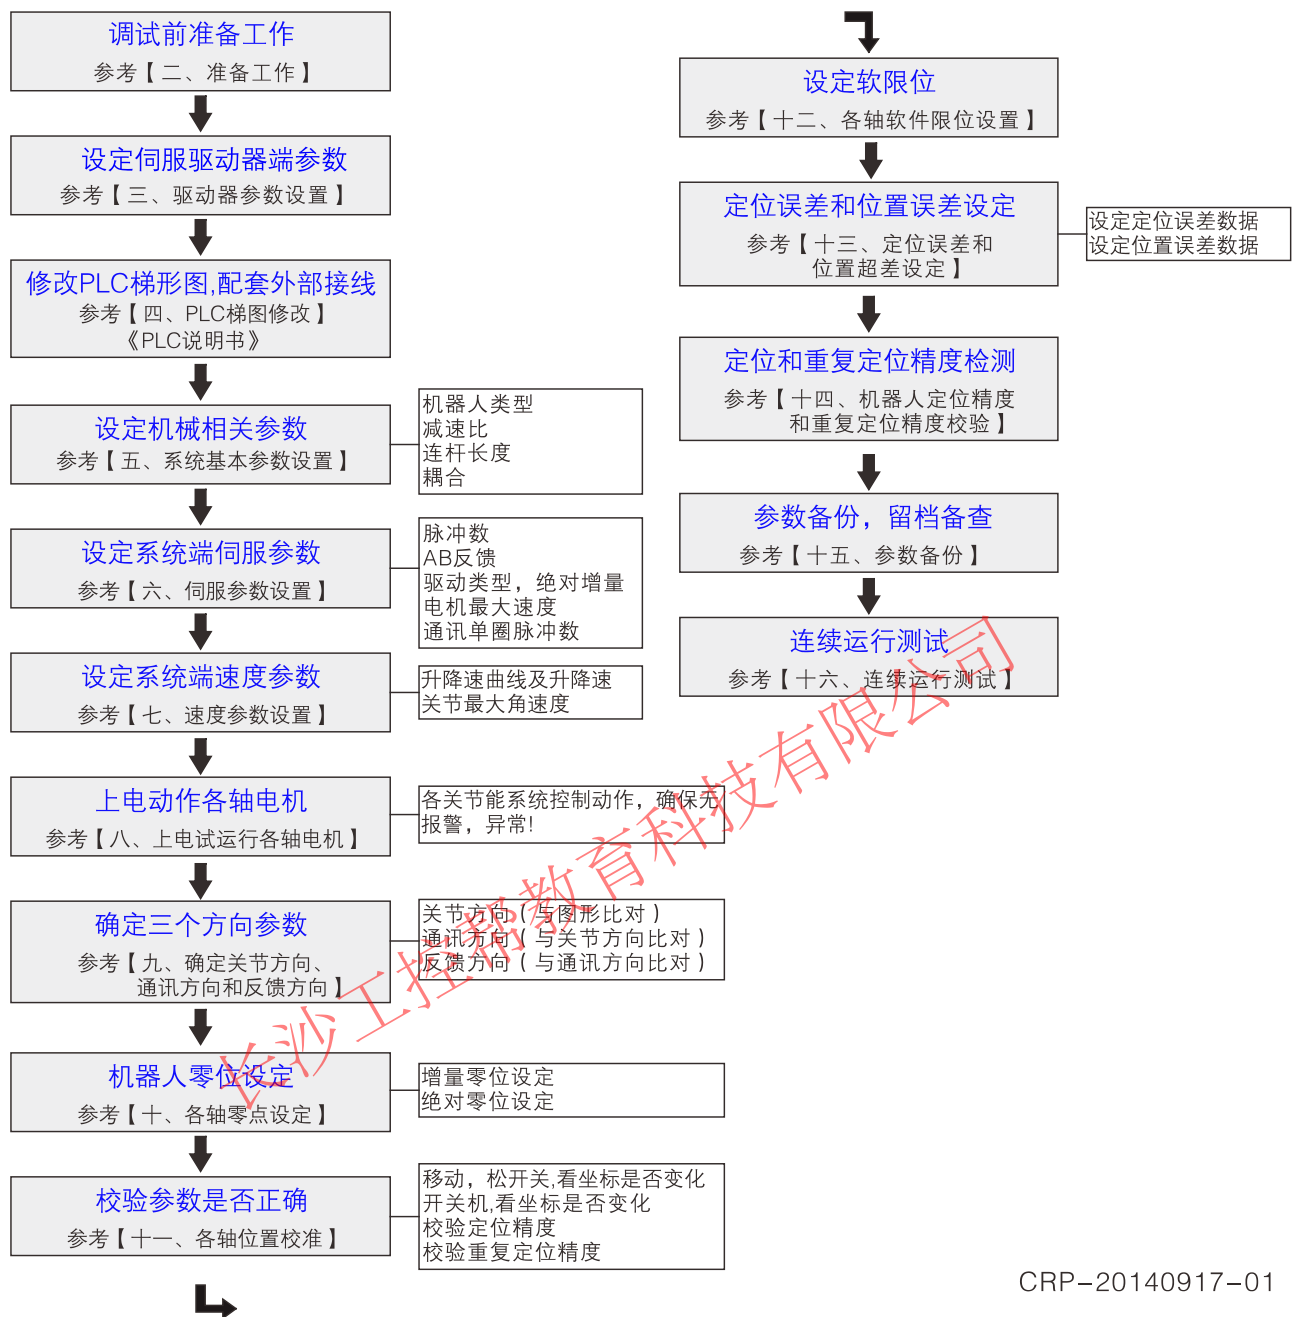 调试前准备工作
参考【二、准备工作】
设定伺服驱动器端参数
参考【三、驱动器参数设置】
修改PLC梯形图,配套外部接线
参考【四、PLC梯图修改】
《PLC说明书》
设定机械相关参数
参考【五、系统基本参数设置】
机器人类型
减速比
连杆长度
耦合
设定系统端伺服参数
参考【六、伺服参数设置】
脉冲数
AB反馈
驱动类型，绝对增量
电机最大速度
通讯单圈脉冲数
设定系统端速度参数
参考【七、速度参数设置】
升降速曲线及升降速
关节最大角速度
上电动作各轴电机
参考【八、上电试运行各轴电机】
各关节能系统控制动作，确保无
报警，异常!
确定三个方向参数
参考【九、确定关节方向、
通讯方向和反馈方向】
关节方向（与图形比对）
通讯方向（与关节方向比对）
反馈方向（与通讯方向比对）
机器人零位设定
参考【十、各轴零点设定】
增量零位设定
绝对零位设定
校验参数是否正确
参考【十一、各轴位置校准】
移动，松开关,看坐标是否变化
开关机,看坐标是否变化
校验定位精度
校验重复定位精度
设定软限位
参考【十二、各轴软件限位设置】
定位误差和位置误差设定
参考【十三、定位误差和
位置超差设定】
设定定位误差数据
设定位置误差数据
定位和重复定位精度检测
参考【十四、机器人定位精度
和重复定位精度校验】
参数备份，留档备查
参考【十五、参数备份】
连续运行测试
参考【十六、连续运行测试】
长沙工控帮教育科技有限公司
CRP-20140917-01